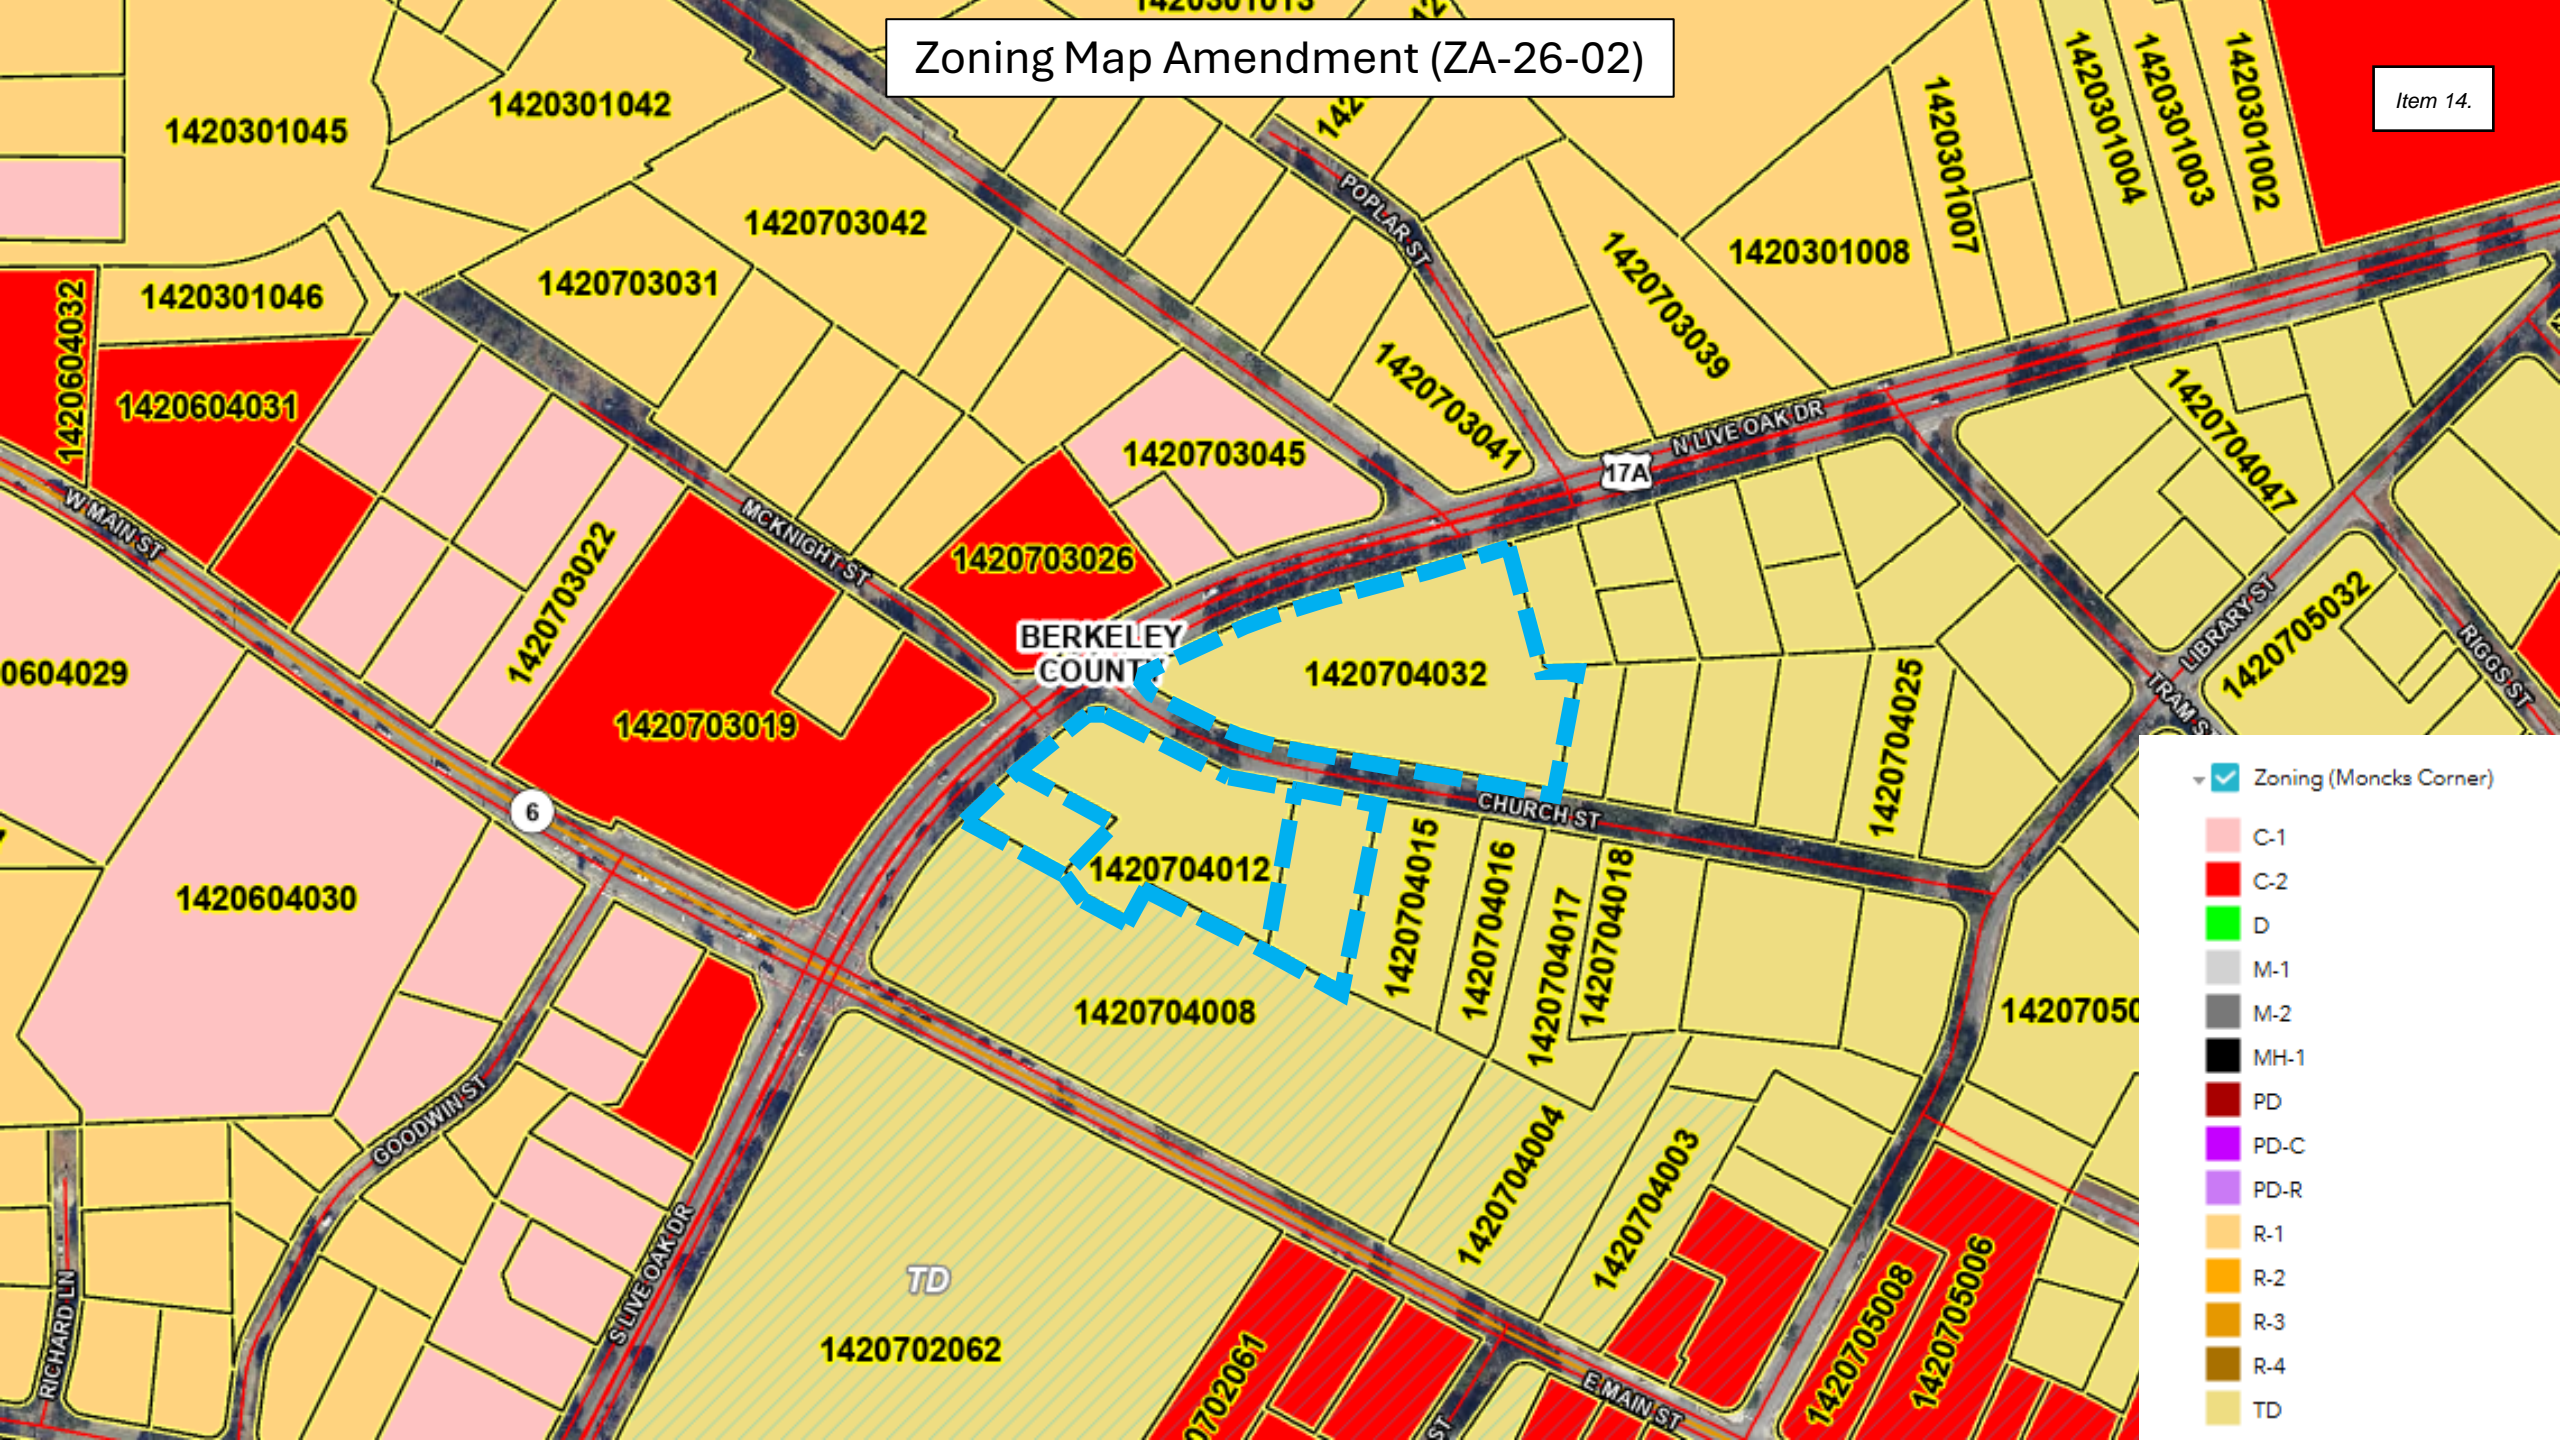 1420301013
Zoning Map Amendment (ZA-26-02)
Item 14.
1420301045
1420301042
1420301007
1420301004
1420301003
1420301002
POPLAR ST
1420703042
1420703031
1420301008
1420703039
1420301046
1420604032
1420604031
1420703041
1420703045
N LIVE OAK DR
17A
1420704047
W MAIN ST
MCKNIGHT ST
1420703026
1420703022
BERKELEY
COUNTY
1420704032
1420704025
LIBRARY ST
1420705032
RIGGS ST
TRAM S
0604029
1420703019
6
CHURCH ST
1420704012
1420704015
1420704016
1420704017
1420704018
1420604030
1420704008
14207050
GOODWIN ST
1420704004
1420704003
S LIVE OAK DR
RICHARD LN
TD
1420702062
0702061
ST
E MAIN ST
1420705008
1420705006
Zoning (Moncks Corner)
C-1
C-2
D
M-1
M-2
MH-1
PD
PD-C
PD-R
R-1
R-2
R-3
R-4
TD